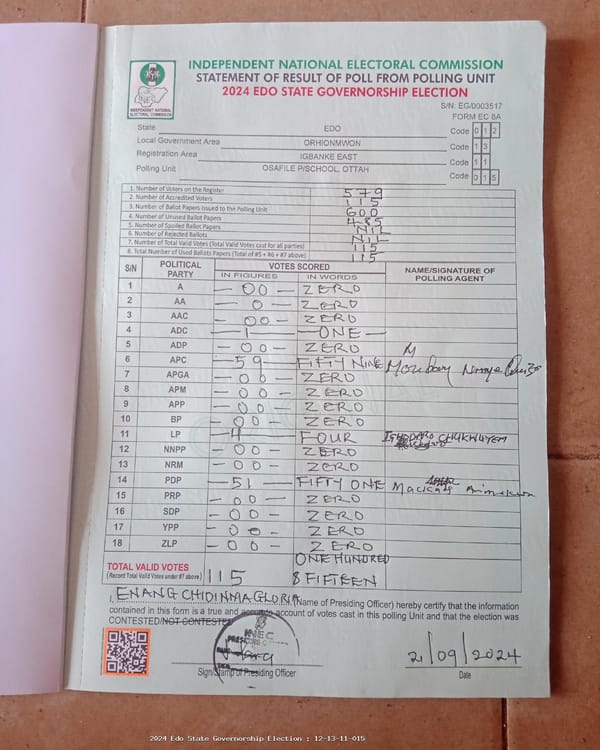 INDEPENDENT NATIONAL ELECTORAL COMMISSION
STATEMENT OF RESULT OF POLL FROM POLLING UNIT
2024 EDO STATE GOVERNORSHIP ELECTION
INEC
INDEPENDENT NATIONAL ELECTORAL COMMISSION
S/N: EG/0003517
FORM EC 8A
State EDO Code 0 1 2
Local Government Area ORHIONMWON Code 1 3
Registration Area IGBANKE EAST Code 1 1
Polling Unit OSAFILE P/SCHOOL, OTTAH Code 0 1 5
1. Number of Voters on the Register 579
2. Number of Accredited Voters 115
3. Number of Ballot Papers Issued to the Polling Unit 600
4. Number of Unused Ballot Papers 485
5. Number of Spoiled Ballot Papers NIL
6. Number of Rejected Ballots NIL
7. Number of Total Valid Votes (Total Valid Votes cast for all parties) 115
8. Total Number of Used Ballots Papers (Total of #5 + #6 + #7 above) 115
S/N POLITICAL PARTY VOTES SCORED NAME/SIGNATURE OF POLLING AGENT
IN FIGURES IN WORDS
1 A - 00 - ZERO
2 AA - 0 - ZERO
3 AAC - 00 - ZERO
4 ADC - 1 - ONE -
5 ADP - 00 - ZERO
6 APC - 59 - FIFTY NINE Monday
7 APGA - 00 - ZERO
8 APM - 00 - ZERO
9 APP - 00 - ZERO
10 BP - 00 - ZERO
11 LP - 4 - FOUR
12 NNPP - 00 - ZERO
13 NRM - 00 - ZERO
14 PDP - 51 - FIFTY ONE
15 PRP - 00 - ZERO
16 SDP - 00 - ZERO
17 YPP - 00 - ZERO
18 ZLP - 00 - ZERO
TOTAL VALID VOTES
(Record Total Valid Votes under #7 above) 115 ONE HUNDRED & FIFTEEN
I, ENANG CHIDINMA GLORIA (Name of Presiding Officer) hereby certify that the information
contained in this form is a true and accurate account of votes cast in this polling Unit and that the election was
CONTESTED/NOT CONTESTED
INEC
PRESIDING
21/09/2024
Sign/Stamp of Presiding Officer Date
2024 Edo State Governorship Election : 12-13-11-015